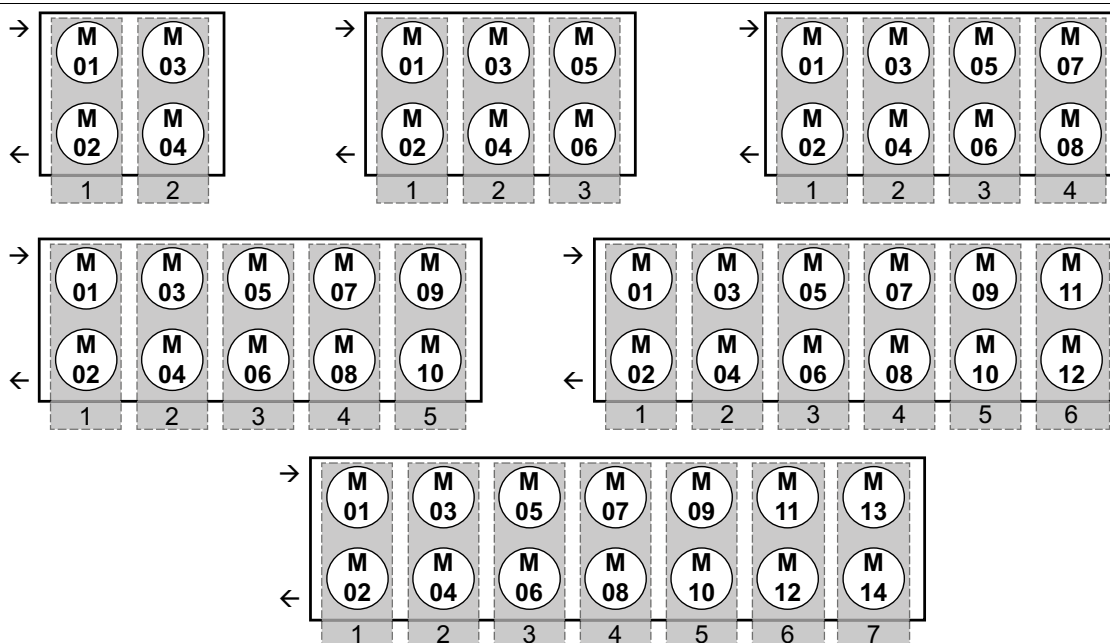 → M M → M M M → M M M M
01 03 01 03 05 01 03 05 07
M M M M M M M M M
← 02 04 ← 02 04 06 ← 02 04 06 08
1 2 1 2 3 1 2 3 4
→ M M M M M → M M M M M M
01 03 05 07 09 01 03 05 07 09 11
M M M M M M M M M M M
← 02 04 06 08 10 ← 02 04 06 08 10 12
1 2 3 4 5 1 2 3 4 5 6
→ M M M M M M M
01 03 05 07 09 11 13
M M M M M M M
← 02 04 06 08 10 12 14
1 2 3 4 5 6 7